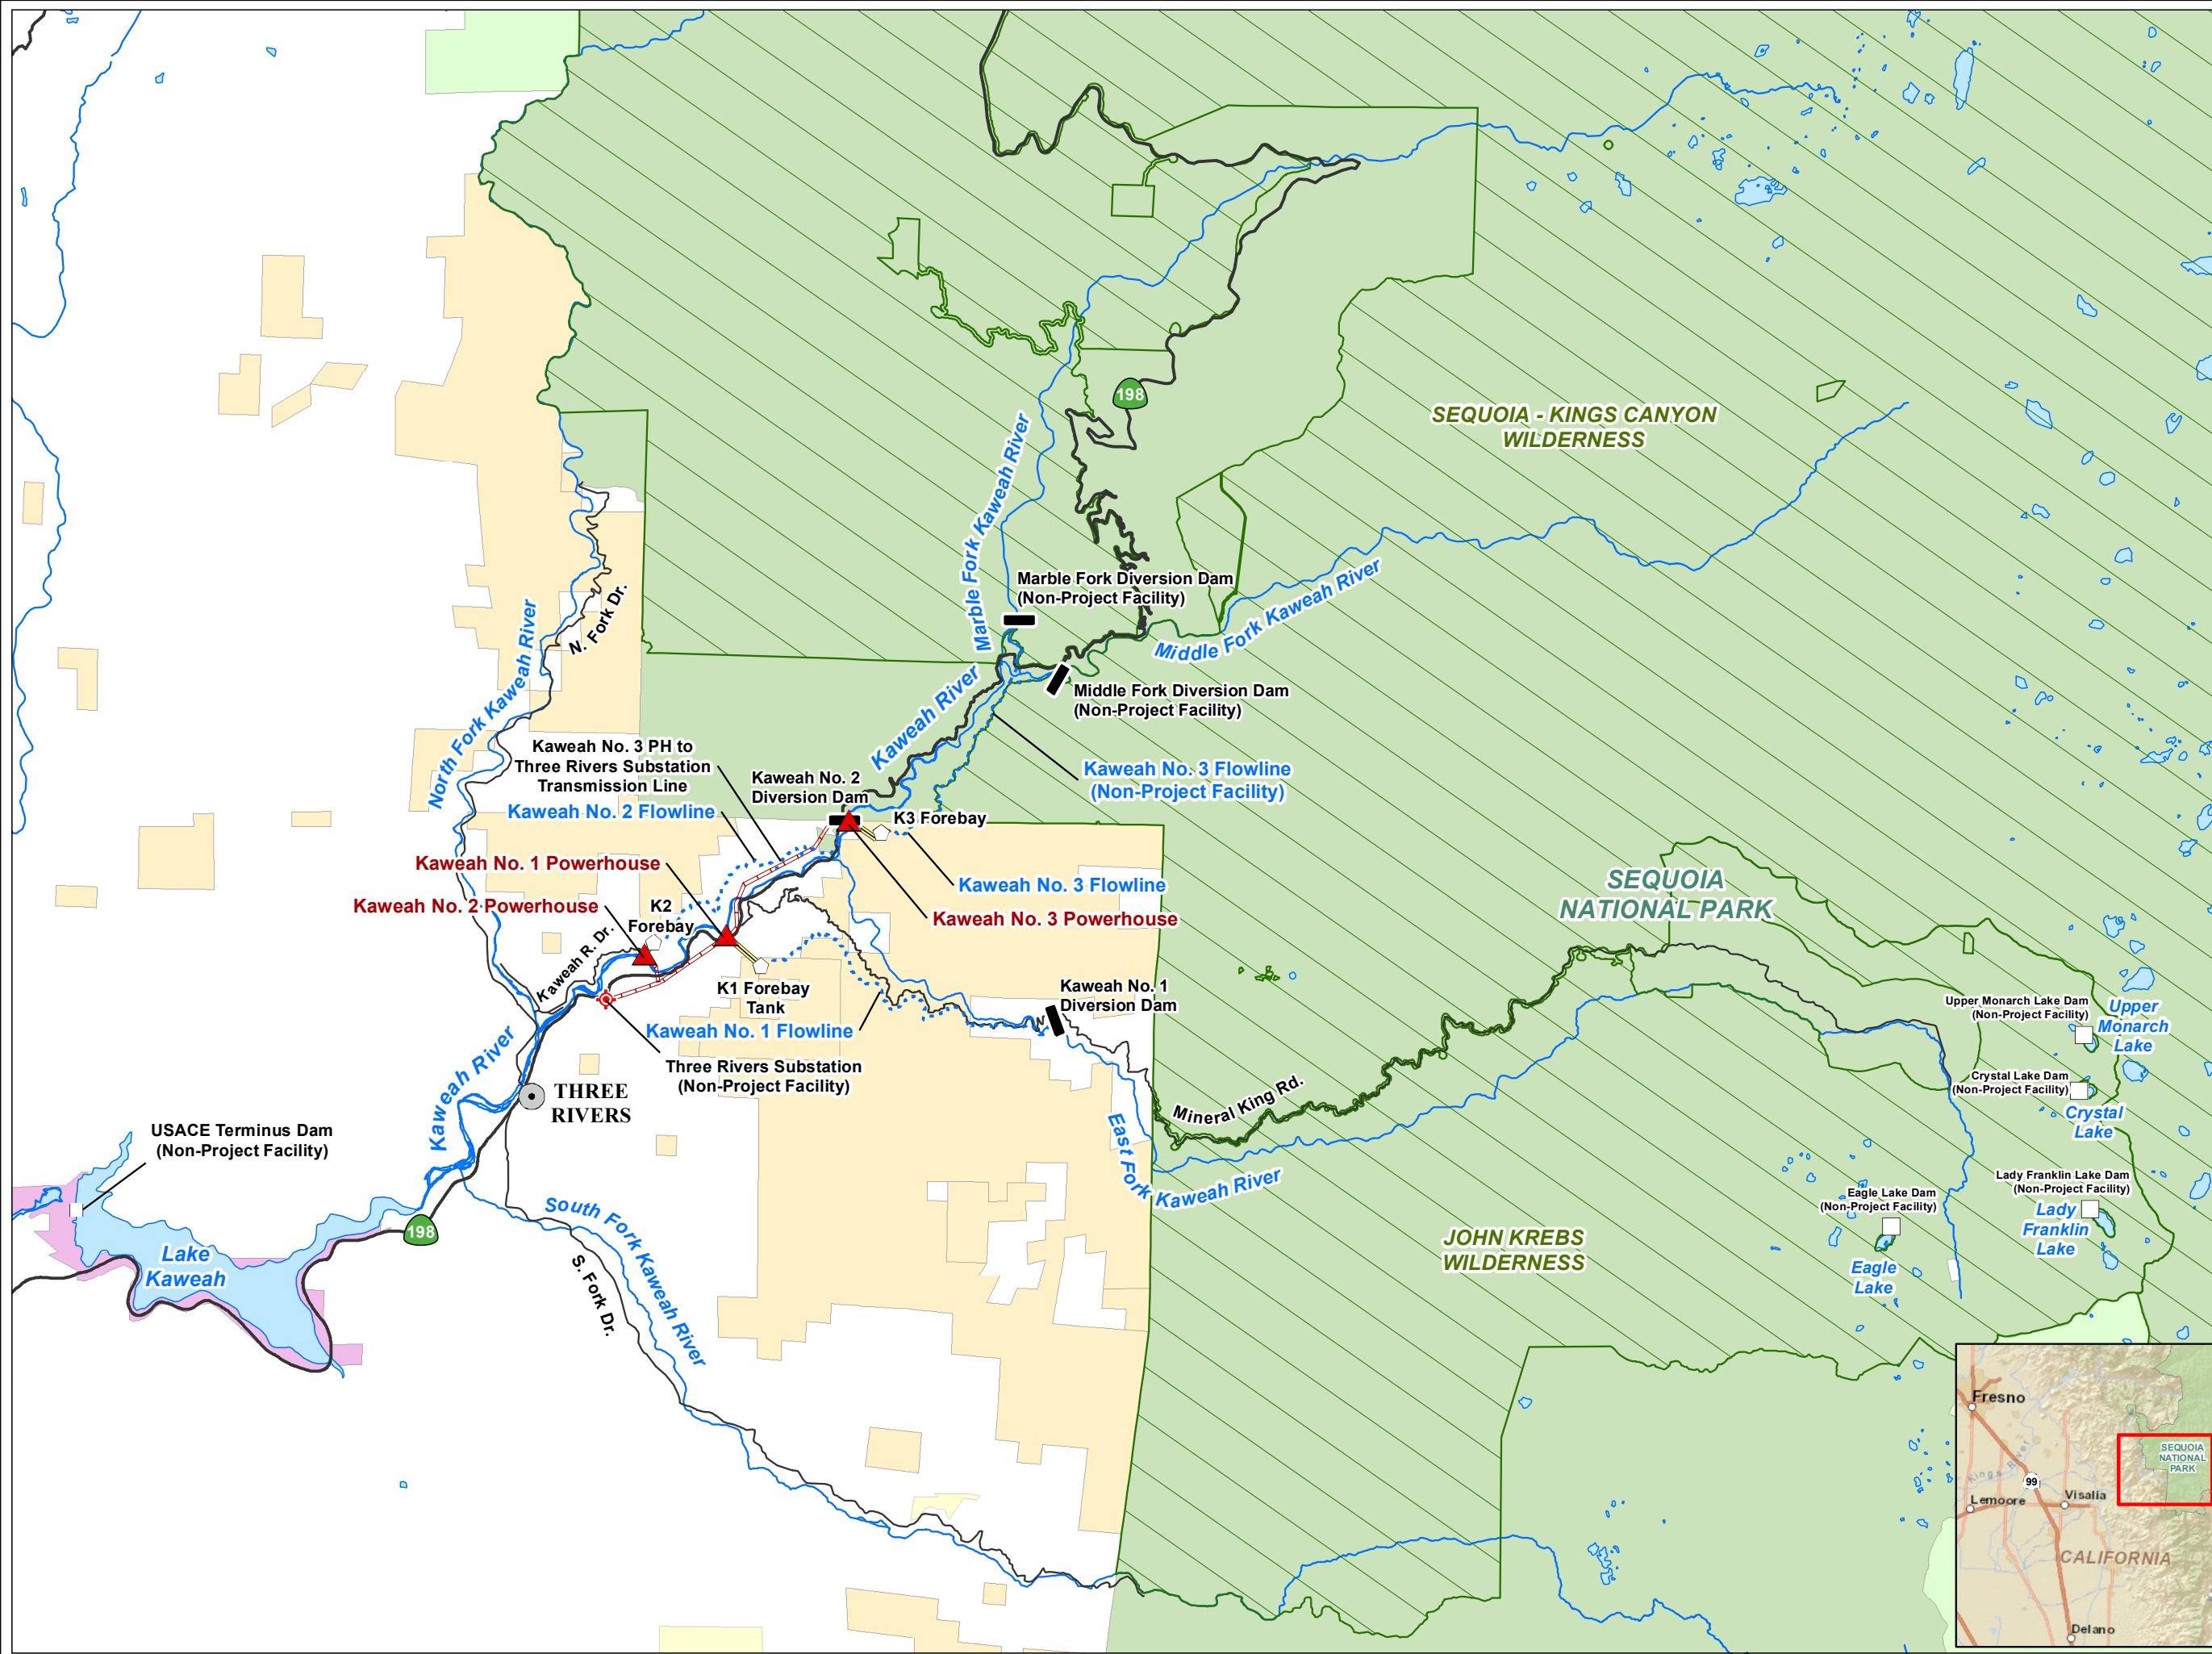 198
SEQUOIA - KINGS CANYON
WILDERNESS
Marble Fork Kaweah River
Marble Fork Diversion Dam
(Non-Project Facility)
Middle Fork Kaweah River
N. Fork Dr.
North Fork Kaweah River
Kaweah River
Middle Fork Diversion Dam
(Non-Project Facility)
Kaweah No. 3 PH to
Three Rivers Substation
Transmission Line
Kaweah No. 2
Diversion Dam
Kaweah No. 3 Flowline
(Non-Project Facility)
Kaweah No. 2 Flowline
K3 Forebay
Kaweah No. 1 Powerhouse
Kaweah No. 3 Flowline
Kaweah No. 2 Powerhouse
K2
Forebay
Kaweah No. 3 Powerhouse
SEQUOIA
NATIONAL PARK
Kaweah R. Dr.
K1 Forebay
Tank
Kaweah No. 1
Diversion Dam
Kaweah No. 1 Flowline
Upper Monarch Lake Dam
(Non-Project Facility)
Upper
Monarch
Lake
Kaweah River
Three Rivers Substation
(Non-Project Facility)
Crystal Lake Dam
(Non-Project Facility)
Crystal
Lake
THREE
RIVERS
Mineral King Rd.
USACE Terminus Dam
(Non-Project Facility)
East Fork Kaweah River
Lady Franklin Lake Dam
(Non-Project Facility)
Lady
Franklin
Lake
Eagle Lake Dam
(Non-Project Facility)
Eagle
Lake
198
South Fork Kaweah River
S. Fork Dr.
Lake
Kaweah
JOHN KREBS
WILDERNESS
Fresno
SEQUOIA
NATIONAL
PARK
Kings River
99
Lemoore
Visalia
CALIFORNIA
Delano